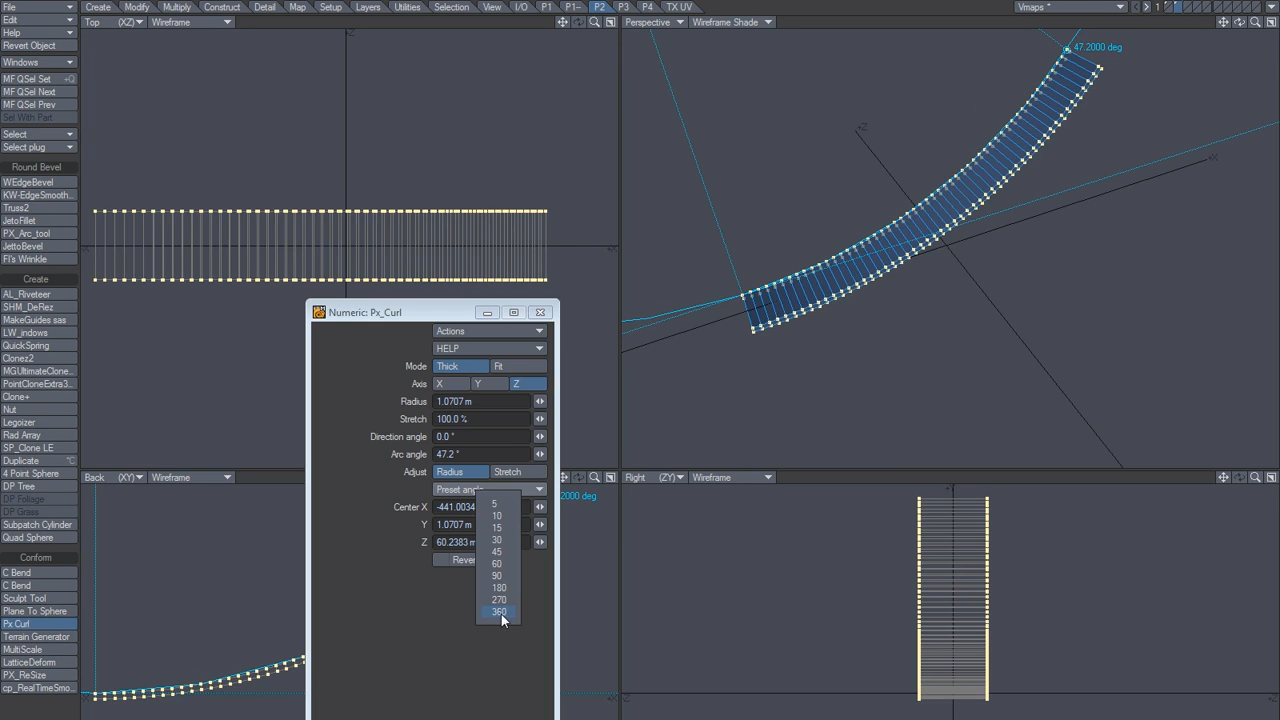 File
Create
Modify
Multiply
Construct
Detail
Map
Setup
Layers
Utilities
Selection
View
I/O
P1
P1--
P2
P3
P4
TX UV
Vmaps *
1
Edit
Help
Revert Object
Windows
MF QSel Set +Q
MF QSel Next
MF QSel Prev
Sel With Part
Select
Select plug
Round Bevel
WEdgeBevel
KW-EdgeSmooth...
Truss2
JetoFillet
PX_Arc_tool
JettoBevel
FI's Wrinkle
Create
AL_Riveteer
SHM_DeRez
MakeGuides sas
LW_indows
QuickSpring
Clonez2
MGUltimateClone...
PointCloneExtra3...
Clone+
Nut
Legoizer
Rad Array
SP_Clone LE
Duplicate ^C
4 Point Sphere
DP Tree
DP Foliage
DP Grass
Subpatch Cylinder
Quad Sphere
Conform
C Bend
C Bend
Sculpt Tool
Plane To Sphere
Px Curl
Terrain Generator
MultiScale
LatticeDeform
PX_ReSize
cp_RealTimeSmo...
Top (XZ)
Wireframe
Z
X
Perspective
Wireframe Shade
47.2000 deg
+Z
+X
Numeric: Px_Curl
Actions
HELP
Mode Thick Fit
Axis X Y Z
Radius 1.0707 m
Stretch 100.0 %
Direction angle 0.0 °
Arc angle 47.2 °
Adjust Radius Stretch
Preset angle
Center X -441.0034
Y 1.0707 m
Z 60.2383 m
Rever
5
10
15
30
45
60
90
180
270
360
Back (XY)
Wireframe
2000 deg
Right (ZY)
Wireframe